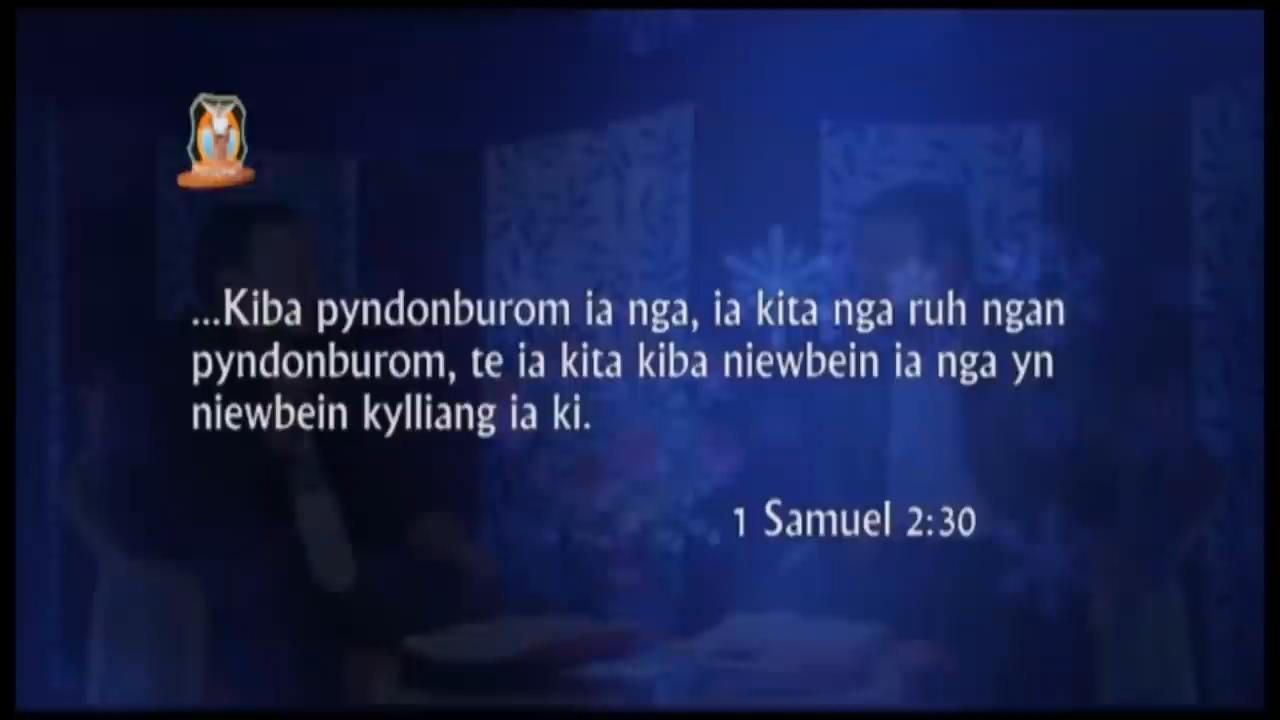 ...Kiba pyndonburom ia nga, ia kita nga ruh ngan
pyndonburom, te ia kita kiba niewbein ia nga yn
niewbein kylliang ia ki.
1 Samuel 2:30